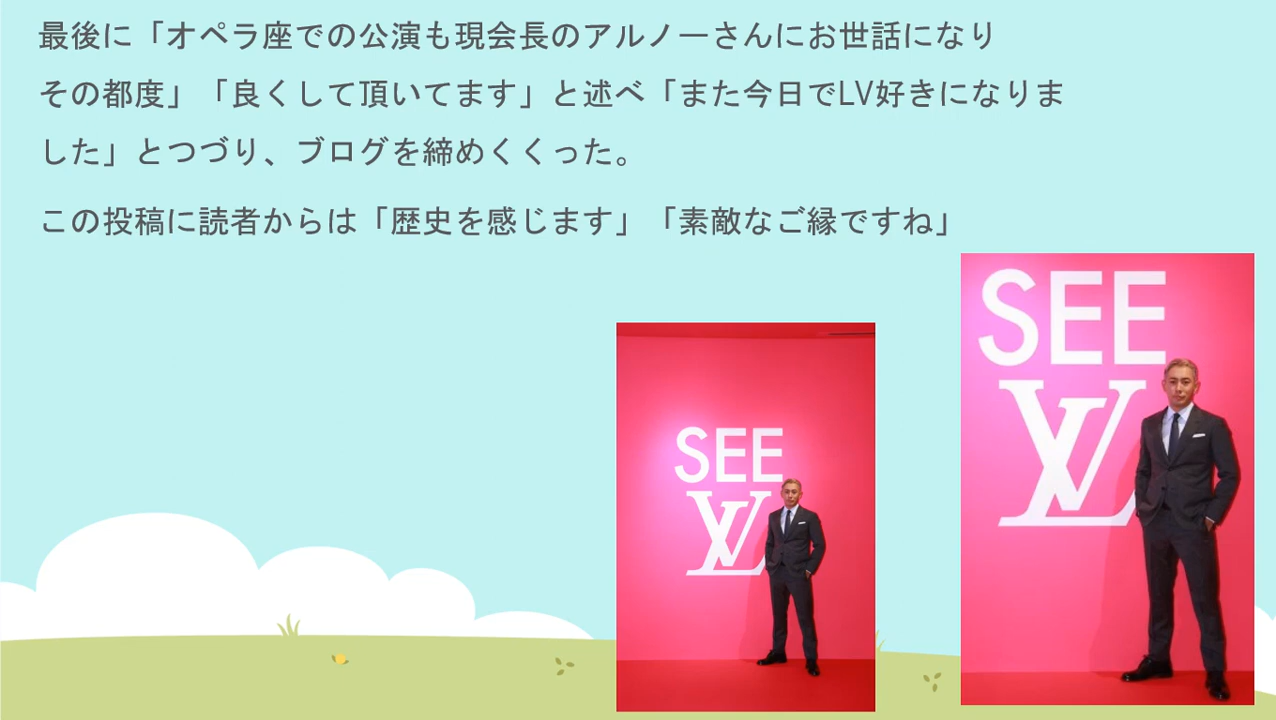 最後に「オペラ座での公演も現会長のアルノーさんにお世話になり
その都度」「良くして頂いてます」と述べ「また今日でLV好きになりま
した」とつづり、ブログを締めくくった。
この投稿に読者からは「歴史を感じます」「素敵なご縁ですね」
SEE
LV
SEE
LV